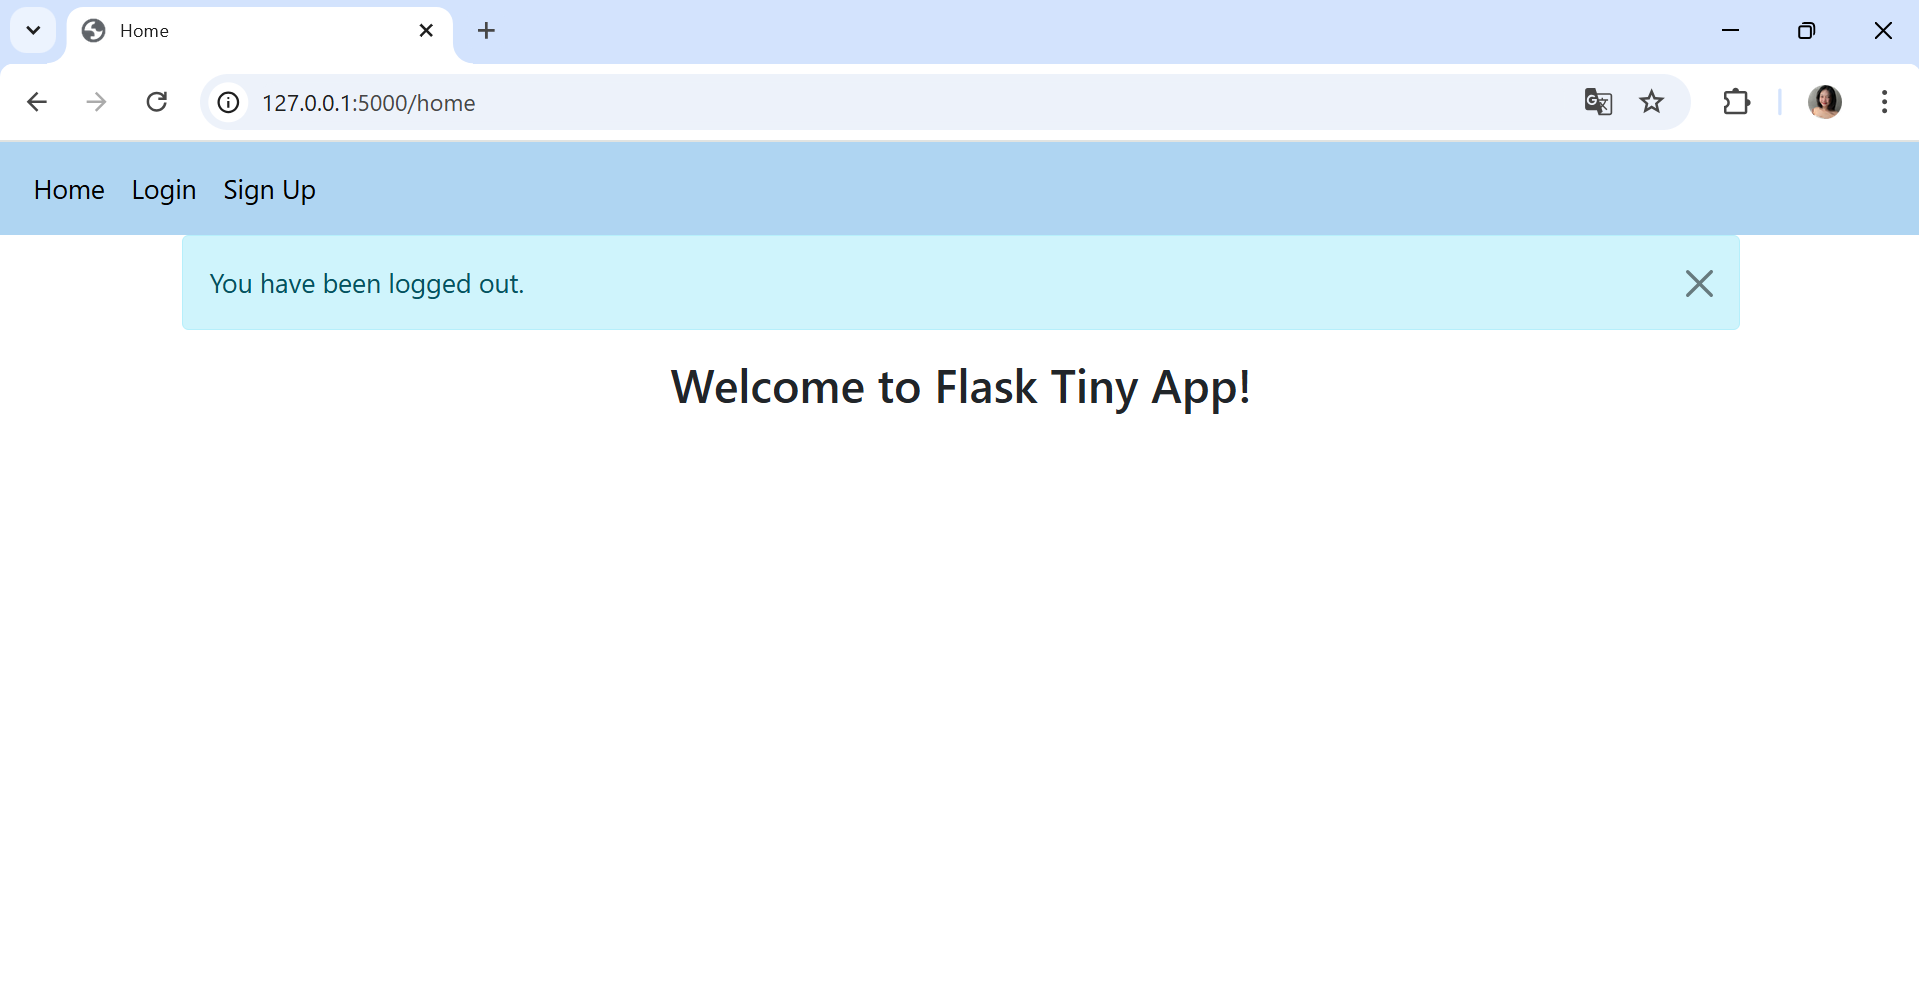 Home
127.0.0.1:5000/home
Home Login Sign Up
You have been logged out.
Welcome to Flask Tiny App!